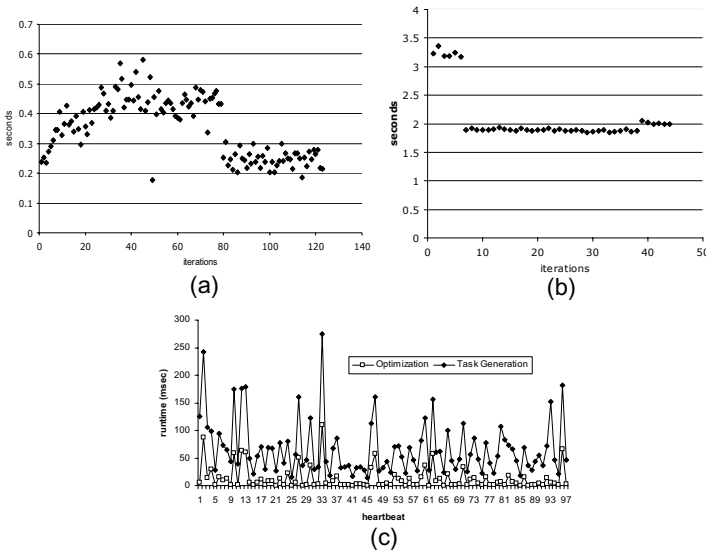 0.7
0.6
0.5
0.4
0.3
0.2
0.1
0
seconds
0 20 40 60 80 100 120 140
iterations
(a)
4
3.5
3
2.5
2
1.5
1
0.5
0
seconds
0 10 20 30 40 50
iterations
(b)
300
250
200
150
100
50
0
runtime (msec)
Optimization Task Generation
1 5 9 13 17 21 25 29 33 37 41 45 49 53 57 61 65 69 73 77 81 85 89 93 97
heartbeat
(c)